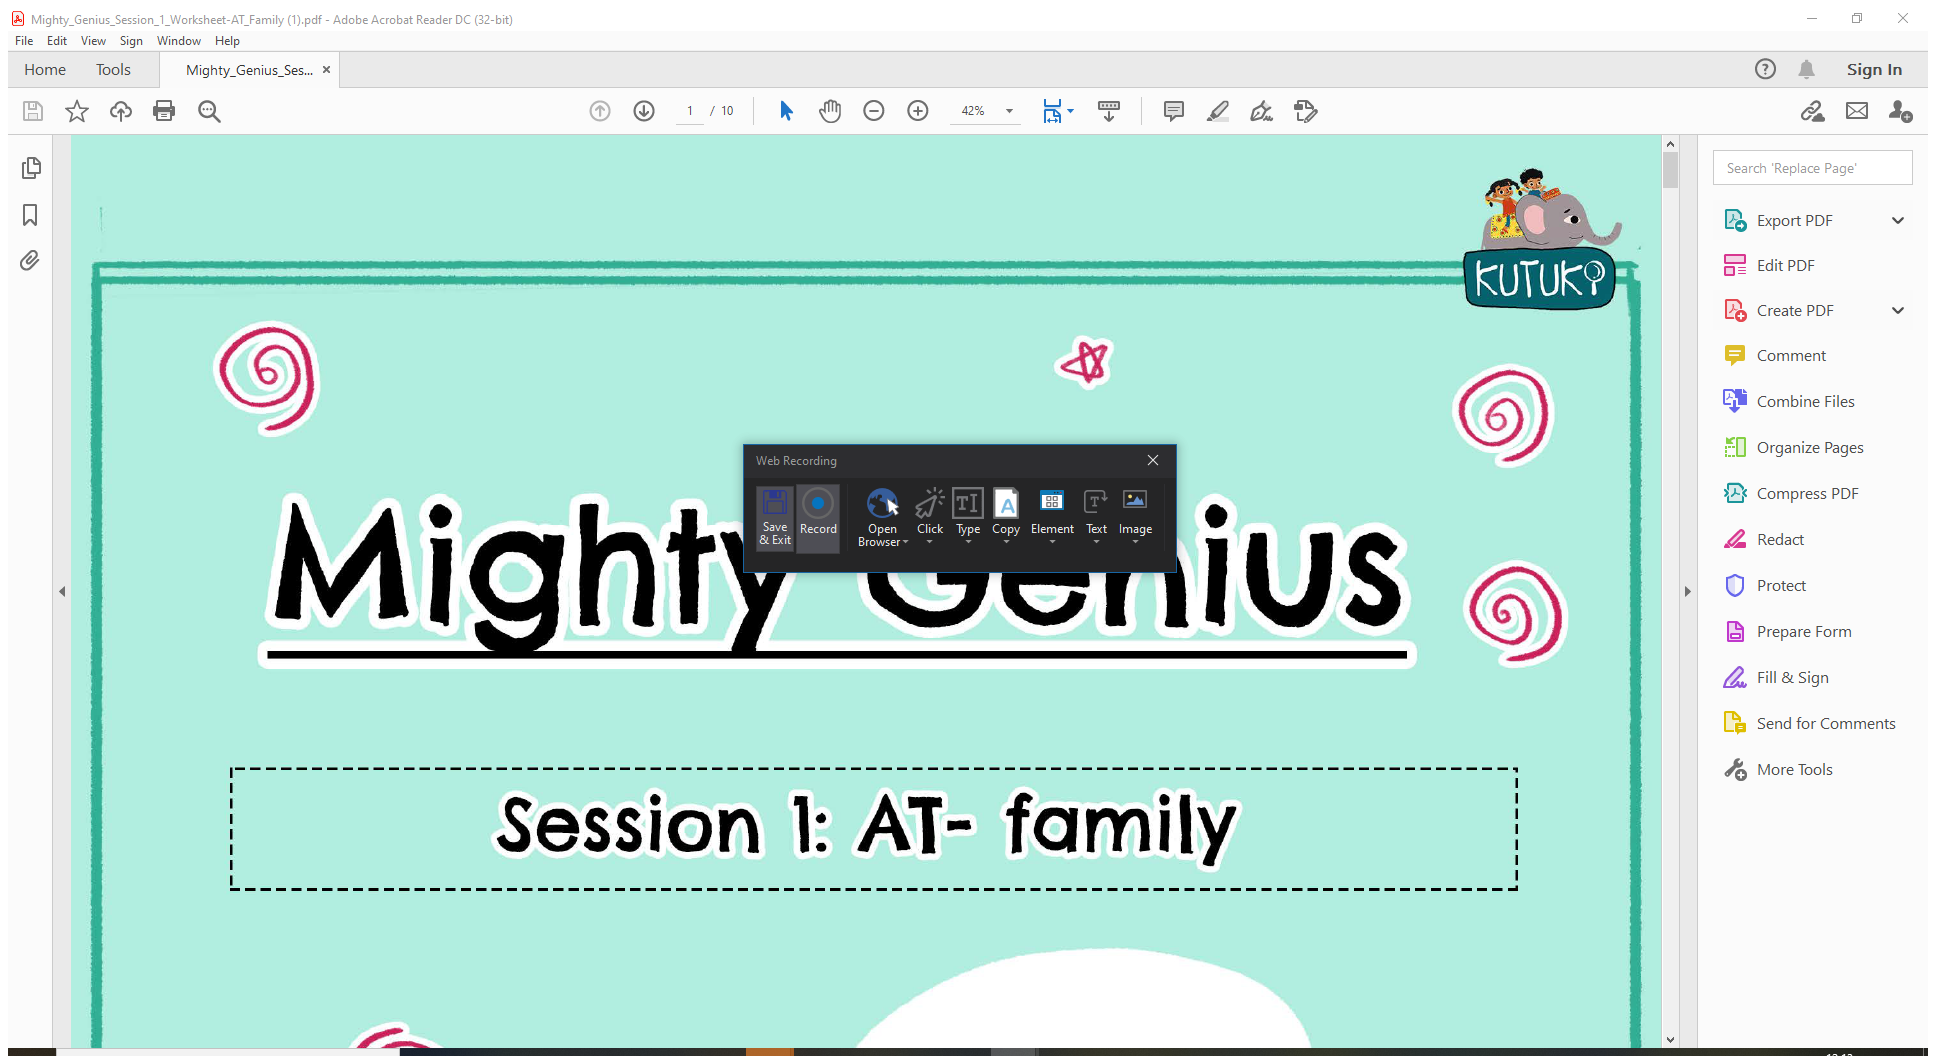 Mighty_Genius_Session_1_Worksheet-AT_Family (1).pdf - Adobe Acrobat Reader DC (32-bit)
File Edit View Sign Window Help
Home Tools Mighty_Genius_Ses... × Sign In
1 / 10 42%
Search 'Replace Page'
Export PDF
Edit PDF
Create PDF
Comment
Combine Files
Organize Pages
Compress PDF
Redact
Protect
Prepare Form
Fill & Sign
Send for Comments
More Tools
KUTUKI
Web Recording
Save & Exit
Record
Open Browser
Click
Type
Copy
Element
Text
Image
Mighty Genius
Session 1: AT- family